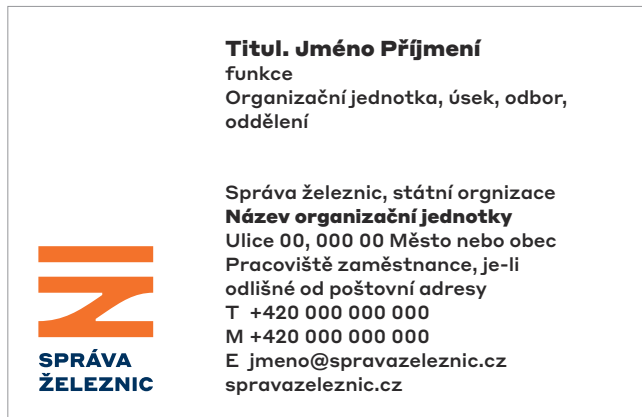 Titul. Jméno Příjmení
funkce
Organizační jednotka, úsek, odbor,
oddělení
Správa železnic, státní orgnizace
Název organizační jednotky
Ulice 00, 000 00 Město nebo obec
Pracoviště zaměstnance, je-li
odlišné od poštovní adresy
T +420 000 000 000
M +420 000 000 000
E jmeno@spravazeleznic.cz
spravazeleznic.cz
SPRÁVA
ŽELEZNIC